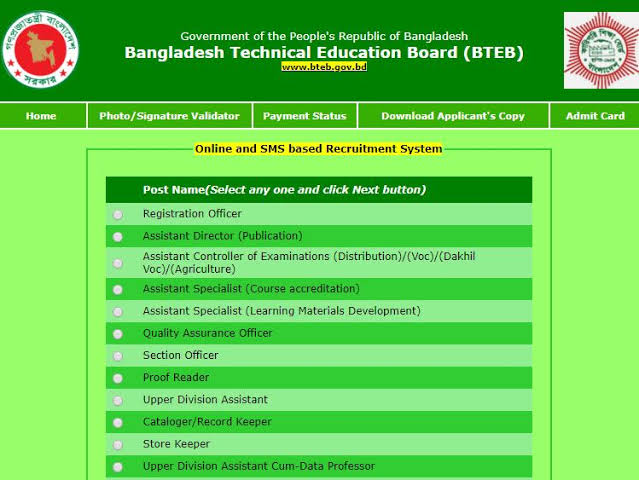 গণপ্রজাতন্ত্রী বাংলাদেশ
সরকার
Government of the People's Republic of Bangladesh
Bangladesh Technical Education Board (BTEB)
www.bteb.gov.bd
Home
Photo/Signature Validator
Payment Status
Download Applicant's Copy
Admit Card
Online and SMS based Recruitment System
Post Name(Select any one and click Next button)
Registration Officer
Assistant Director (Publication)
Assistant Controller of Examinations (Distribution)/(Voc)/(Dakhil
Voc)/(Agriculture)
Assistant Specialist (Course accreditation)
Assistant Specialist (Learning Materials Development)
Quality Assurance Officer
Section Officer
Proof Reader
Upper Division Assistant
Cataloger/Record Keeper
Store Keeper
Upper Division Assistant Cum-Data Professor